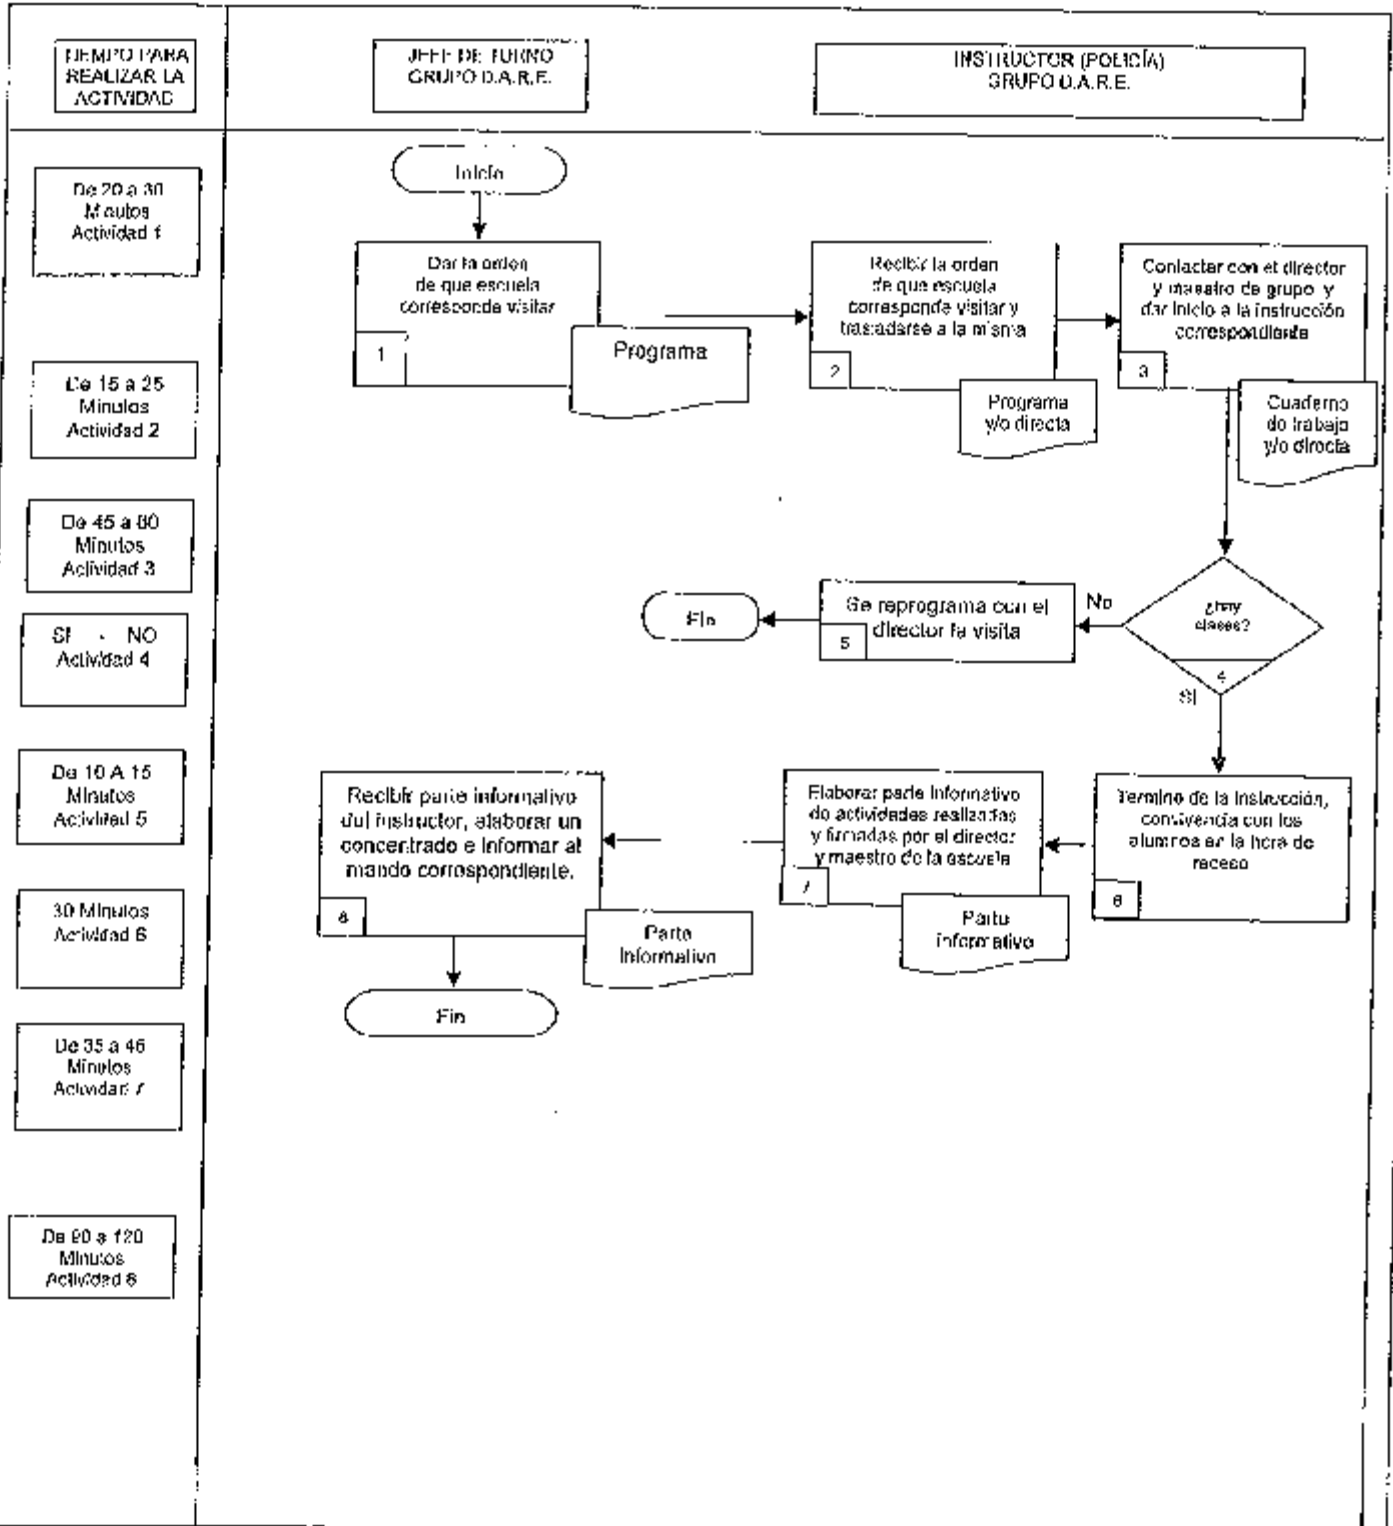 TIEMPO PARA
REALIZAR LA
ACTIVIDAD
JEFE DE TURNO
GRUPO D.A.R.E.
INSTRUCTOR (POLICÍA)
GRUPO D.A.R.E.
De 20 a 30
Minutos
Actividad 1
De 15 a 25
Minutos
Actividad 2
De 45 a 60
Minutos
Actividad 3
SI - NO
Actividad 4
De 10 A 15
Minutos
Actividad 5
30 Minutos
Actividad 6
De 35 a 45
Minutos
Actividad 7
De 90 a 120
Minutos
Actividad 8
Inicio
Dar la orden
de que escuela
corresponde visitar
1
Programa
Recibir la orden
de que escuela
corresponde visitar y
trasladarse a la misma
2
Programa
y/o directa
Contactar con el director
y maestro de grupo y
dar inicio a la instrucción
correspondiente
3
Cuaderno
de trabajo
y/o directa
¿hay
clases?
4
No
SI
Se reprograma con el
director la visita
5
Fin
Termino de la instrucción,
convivencia con los
alumnos en la hora de
receso
6
Elaborar parte informativo
de actividades realizadas
y firmadas por el director
y maestro de la escuela
7
Parte
informativo
Recibir parte informativo
del instructor, elaborar un
concentrado e informar al
mando correspondiente.
8
Parte
Informativo
Fin